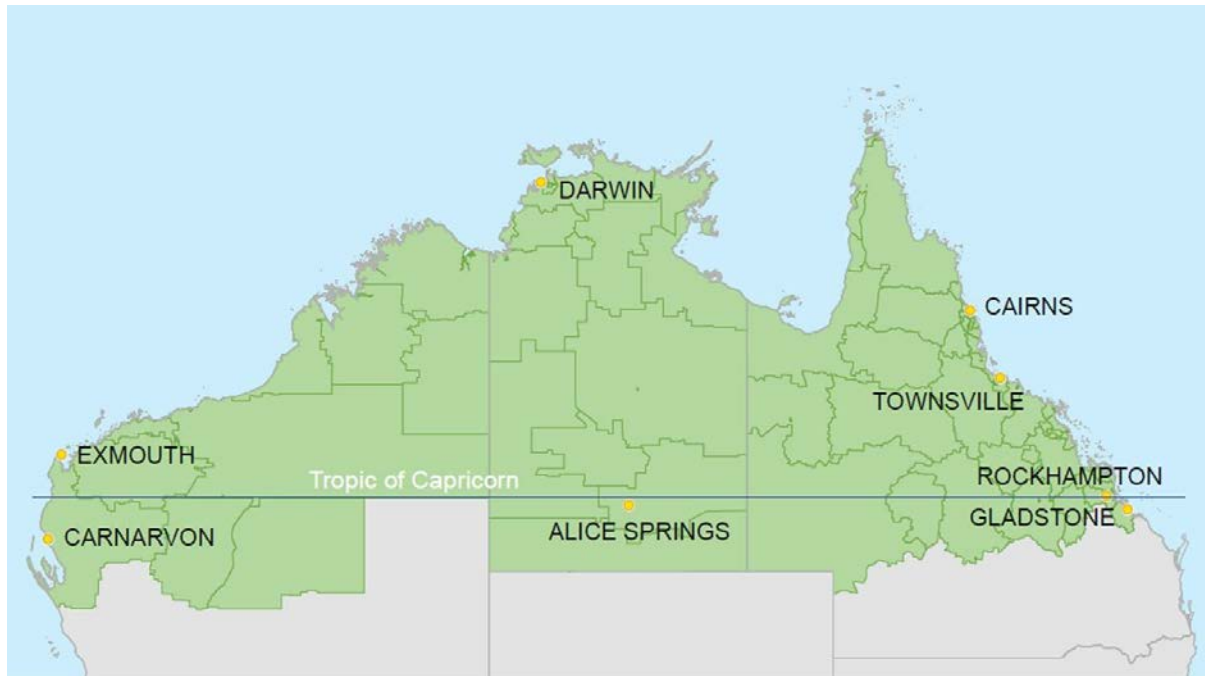 DARWIN
CAIRNS
TOWNSVILLE
EXMOUTH
Tropic of Capricorn
ROCKHAMPTON
GLADSTONE
ALICE SPRINGS
CARNARVON